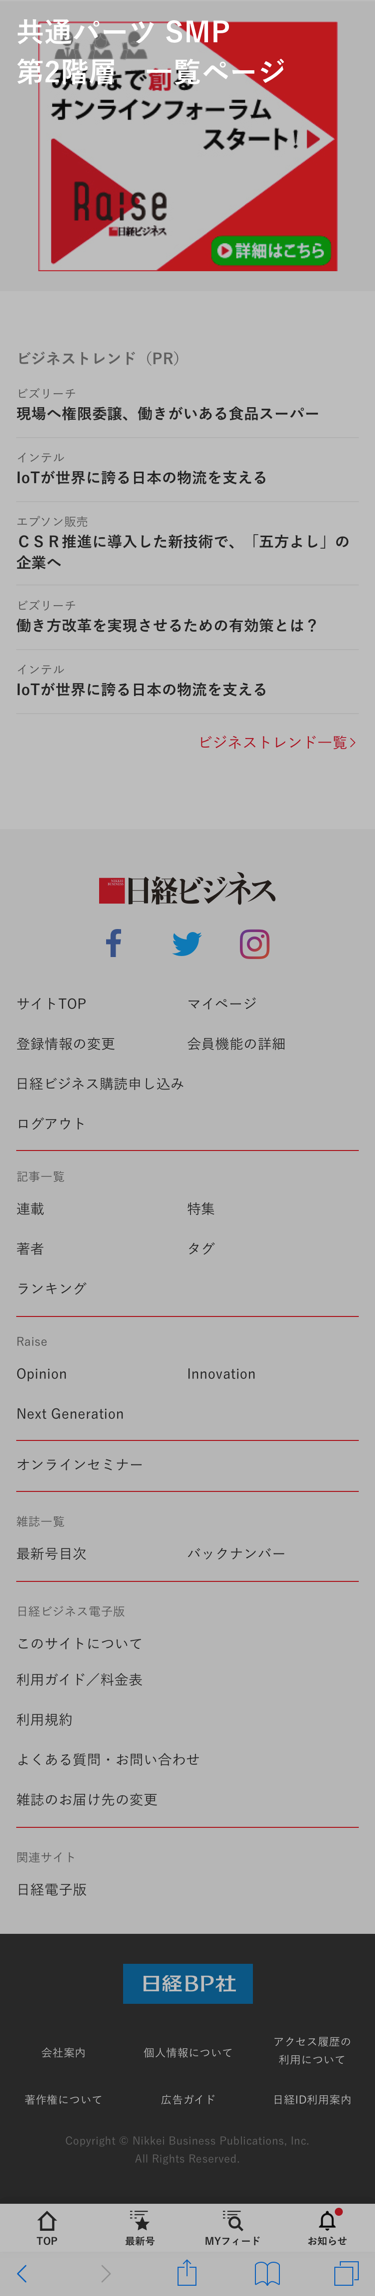 共通パーツ SMP
第2階層 一覧ページ
みんなで創る
オンラインフォーラム
スタート!
Raise
日経ビジネス
詳細はこちら
ビジネストレンド（PR）
ビズリーチ
現場へ権限委譲、働きがいある食品スーパー
インテル
IoTが世界に誇る日本の物流を支える
エプソン販売
ＣＳＲ推進に導入した新技術で、「五方よし」の
企業へ
ビズリーチ
働き方改革を実現させるための有効策とは？
インテル
IoTが世界に誇る日本の物流を支える
ビジネストレンド一覧
日経ビジネス
サイトTOP マイページ
登録情報の変更 会員機能の詳細
日経ビジネス購読申し込み
ログアウト
記事一覧
連載 特集
著者 タグ
ランキング
Raise
Opinion Innovation
Next Generation
オンラインセミナー
雑誌一覧
最新号目次 バックナンバー
日経ビジネス電子版
このサイトについて
利用ガイド／料金表
利用規約
よくある質問・お問い合わせ
雑誌のお届け先の変更
関連サイト
日経電子版
日経BP社
会社案内 個人情報について アクセス履歴の
利用について
著作権について 広告ガイド 日経ID利用案内
Copyright © Nikkei Business Publications, Inc.
All Rights Reserved.
TOP 最新号 MYフィード お知らせ